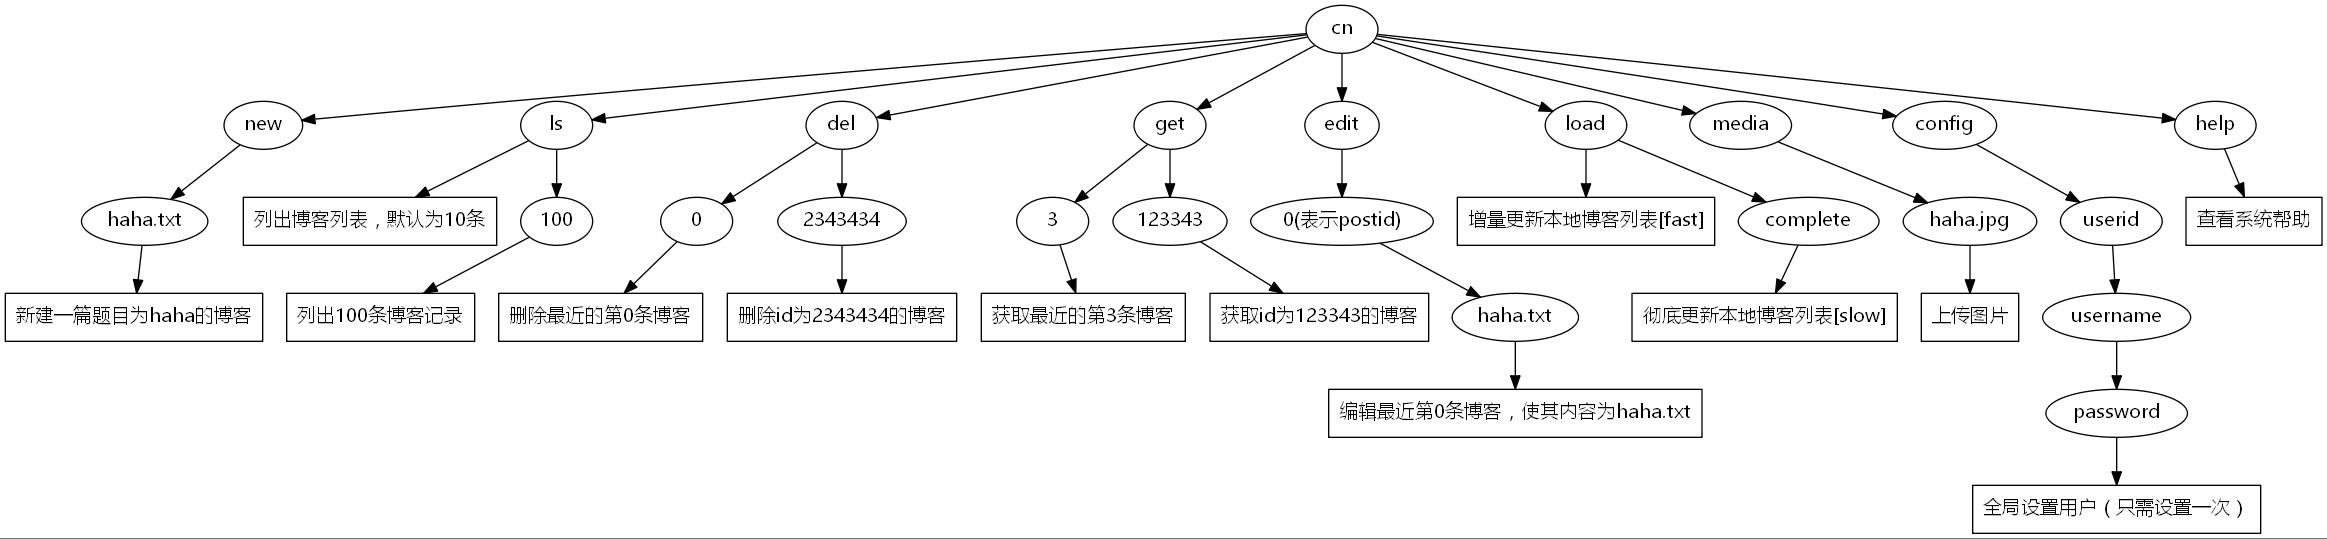 cn
new
ls
del
get
edit
load
media
config
help
haha.txt
列出博客列表，默认为10条
100
0
2343434
3
123343
0(表示postid)
增量更新本地博客列表[fast]
complete
haha.jpg
userid
查看系统帮助
新建一篇题目为haha的博客
列出100条博客记录
删除最近的第0条博客
删除id为2343434的博客
获取最近的第3条博客
获取id为123343的博客
haha.txt
彻底更新本地博客列表[slow]
上传图片
username
编辑最近第0条博客，使其内容为haha.txt
password
全局设置用户（只需设置一次）